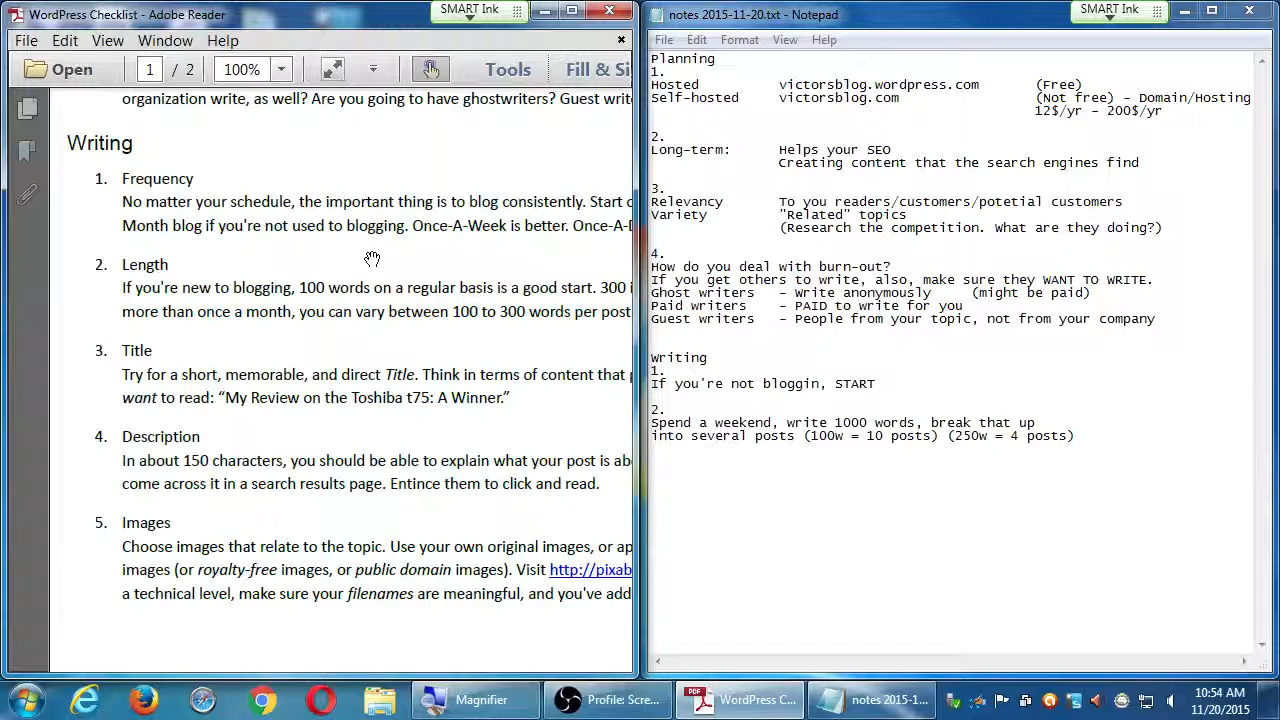 WordPress Checklist - Adobe Reader
SMART Ink
File Edit View Window Help
Open 1 / 2 100% Tools Fill & Si
organization write, as well? Are you going to have ghostwriters? Guest write
Writing
1. Frequency
No matter your schedule, the important thing is to blog consistently. Start o
Month blog if you're not used to blogging. Once-A-Week is better. Once-A-D
2. Length
If you're new to blogging, 100 words on a regular basis is a good start. 300 i
more than once a month, you can vary between 100 to 300 words per post
3. Title
Try for a short, memorable, and direct Title. Think in terms of content that p
want to read: “My Review on the Toshiba t75: A Winner.”
4. Description
In about 150 characters, you should be able to explain what your post is abo
come across it in a search results page. Entince them to click and read.
5. Images
Choose images that relate to the topic. Use your own original images, or ap
images (or royalty-free images, or public domain images). Visit http://pixab
a technical level, make sure your filenames are meaningful, and you've add
notes 2015-11-20.txt - Notepad
SMART Ink
File Edit Format View Help
Planning
1.
Hosted victorsblog.wordpress.com (Free)
Self-hosted victorsblog.com (Not free) - Domain/Hosting
12$/yr - 200$/yr
2.
Long-term: Helps your SEO
Creating content that the search engines find
3.
Relevancy To you readers/customers/potetial customers
Variety "Related" topics
(Research the competition. What are they doing?)
4.
How do you deal with burn-out?
If you get others to write, also, make sure they WANT TO WRITE.
Ghost writers - Write anonymously (might be paid)
Paid writers - PAID to write for you
Guest writers - People from your topic, not from your company
Writing
1.
If you're not bloggin, START
2.
Spend a weekend, write 1000 words, break that up
into several posts (100w = 10 posts) (250w = 4 posts)
Magnifier
Profile: Scre...
WordPress C...
notes 2015-1...
10:54 AM
11/20/2015